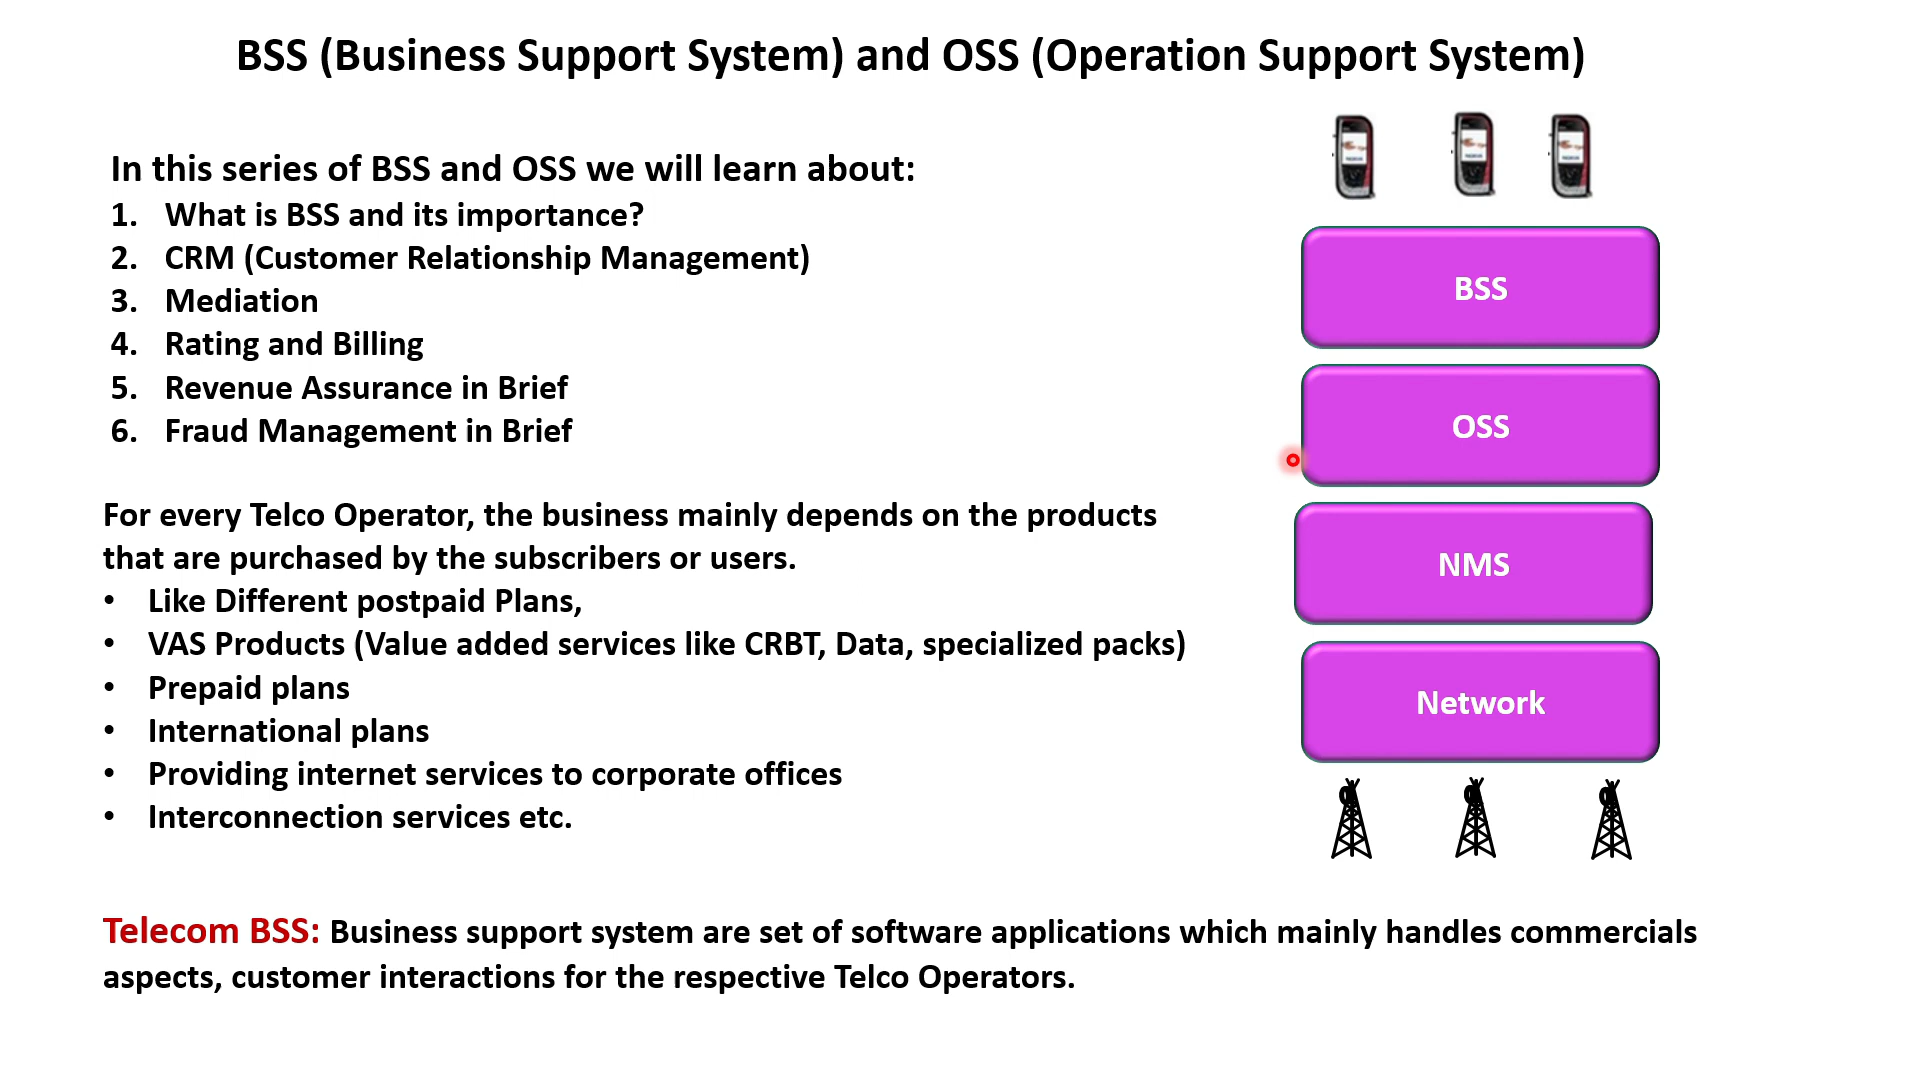 BSS (Business Support System) and OSS (Operation Support System)
In this series of BSS and OSS we will learn about:
1. What is BSS and its importance?
2. CRM (Customer Relationship Management)
3. Mediation
4. Rating and Billing
5. Revenue Assurance in Brief
6. Fraud Management in Brief
For every Telco Operator, the business mainly depends on the products
that are purchased by the subscribers or users.
• Like Different postpaid Plans,
• VAS Products (Value added services like CRBT, Data, specialized packs)
• Prepaid plans
• International plans
• Providing internet services to corporate offices
• Interconnection services etc.
BSS
OSS
NMS
Network
Telecom BSS: Business support system are set of software applications which mainly handles commercials
aspects, customer interactions for the respective Telco Operators.